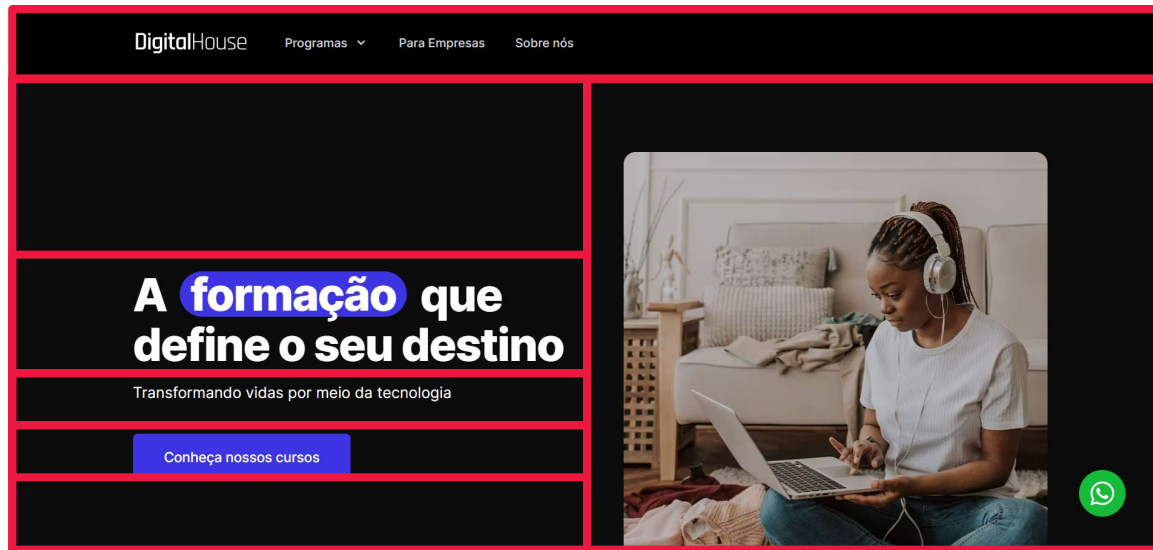 DigitalHouse Programas Para Empresas Sobre nós
A formação que
define o seu destino
Transformando vidas por meio da tecnologia
Conheça nossos cursos